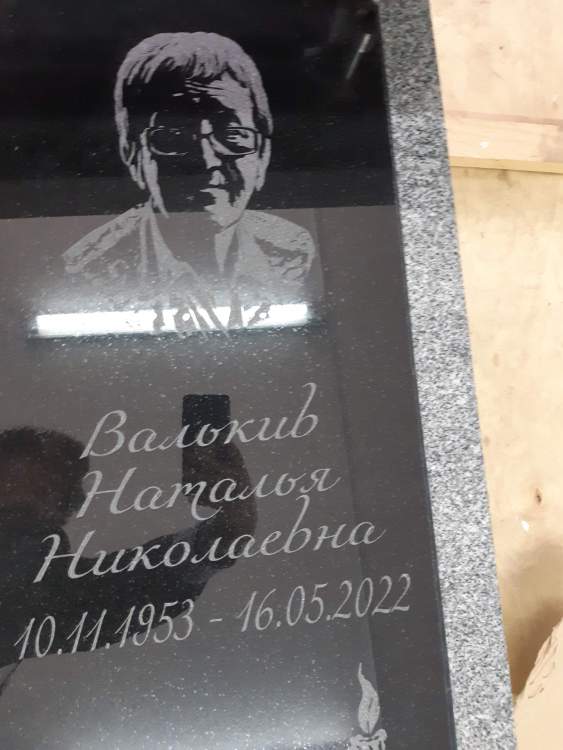 Валькив
Наталья
Николаевна
10.11.1953 - 16.05.2022